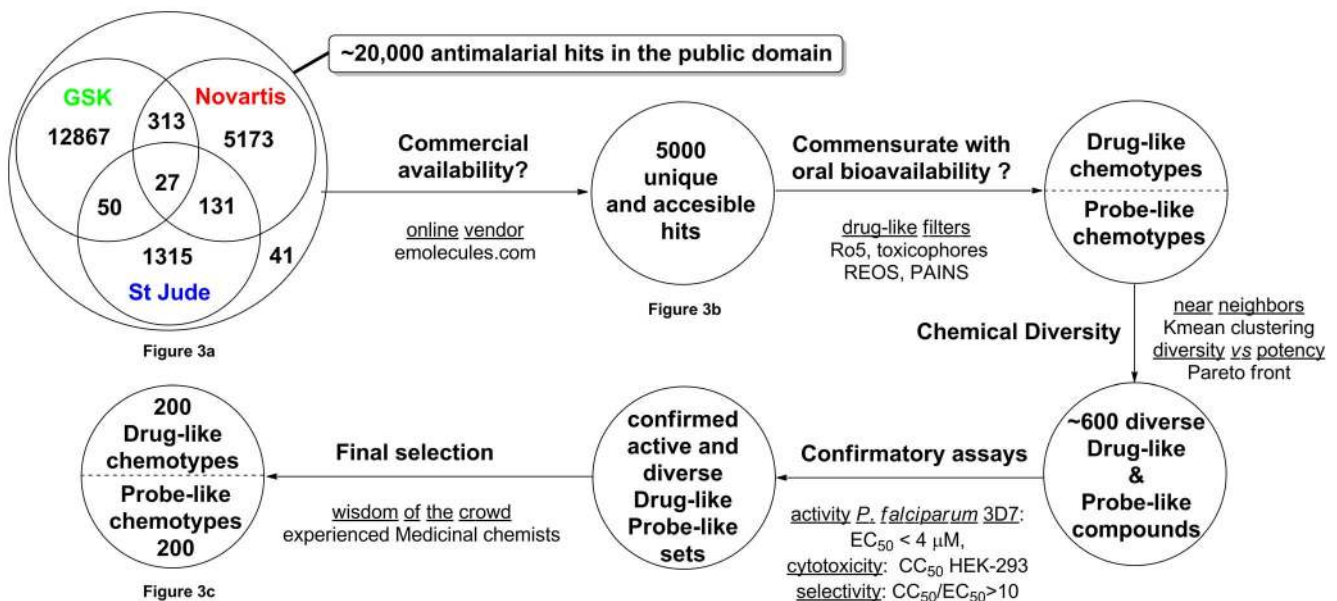 ~20,000 antimalarial hits in the public domain
GSK
Novartis
12867
313
5173
27
50
131
1315
41
St Jude
Figure 3a
Commercial
availability?
online vendor
emolecules.com
5000
unique
and accesible
hits
Figure 3b
Commensurate with
oral bioavailability ?
drug-like filters
Ro5, toxicophores
REOS, PAINS
Drug-like
chemotypes
Probe-like
chemotypes
Chemical Diversity
near neighbors
Kmean clustering
diversity vs potency
Pareto front
~600 diverse
Drug-like
&
Probe-like
compounds
Confirmatory assays
activity P. falciparum 3D7:
EC50 < 4 μM,
cytotoxicity: CC50 HEK-293
selectivity: CC50/EC50>10
confirmed
active and
diverse
Drug-like
Probe-like
sets
Final selection
wisdom of the crowd
experienced Medicinal chemists
200
Drug-like
chemotypes
Probe-like
chemotypes
200
Figure 3c